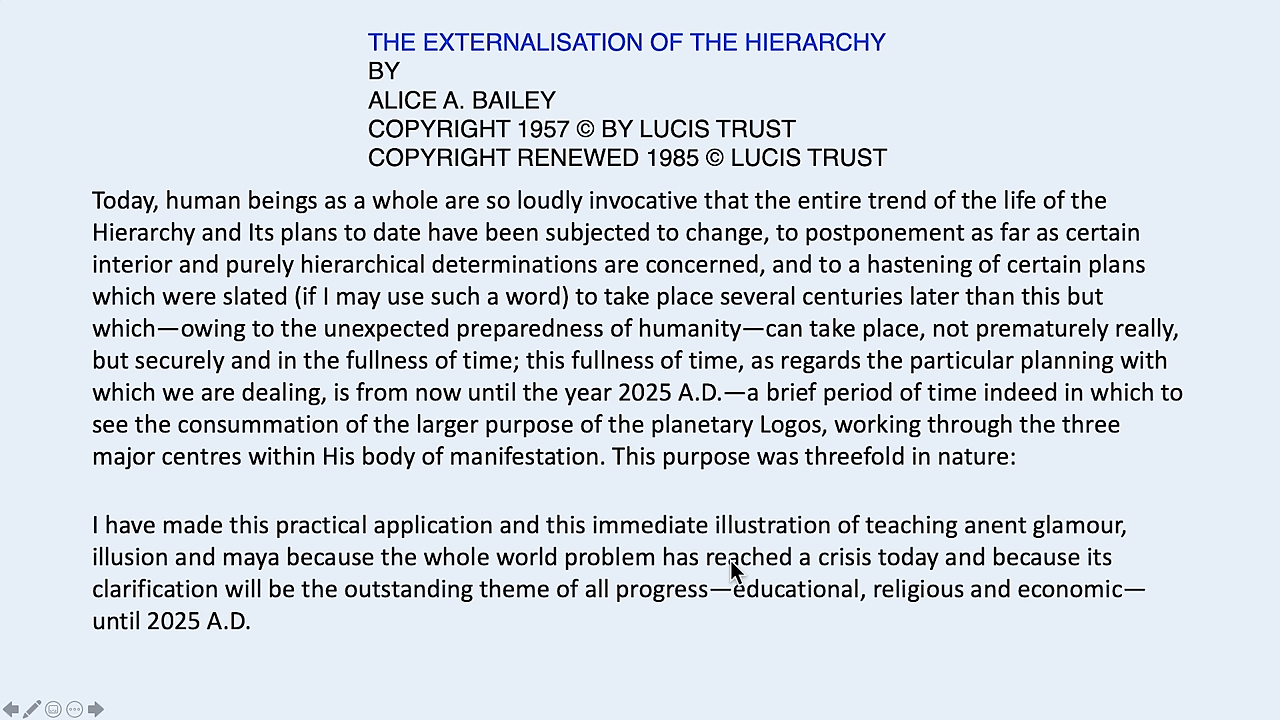 THE EXTERNALISATION OF THE HIERARCHY
BY
ALICE A. BAILEY
COPYRIGHT 1957 © BY LUCIS TRUST
COPYRIGHT RENEWED 1985 © LUCIS TRUST
Today, human beings as a whole are so loudly invocative that the entire trend of the life of the
Hierarchy and Its plans to date have been subjected to change, to postponement as far as certain
interior and purely hierarchical determinations are concerned, and to a hastening of certain plans
which were slated (if I may use such a word) to take place several centuries later than this but
which—owing to the unexpected preparedness of humanity—can take place, not prematurely really,
but securely and in the fullness of time; this fullness of time, as regards the particular planning with
which we are dealing, is from now until the year 2025 A.D.—a brief period of time indeed in which to
see the consummation of the larger purpose of the planetary Logos, working through the three
major centres within His body of manifestation. This purpose was threefold in nature:
I have made this practical application and this immediate illustration of teaching anent glamour,
illusion and maya because the whole world problem has reached a crisis today and because its
clarification will be the outstanding theme of all progress—educational, religious and economic—
until 2025 A.D.